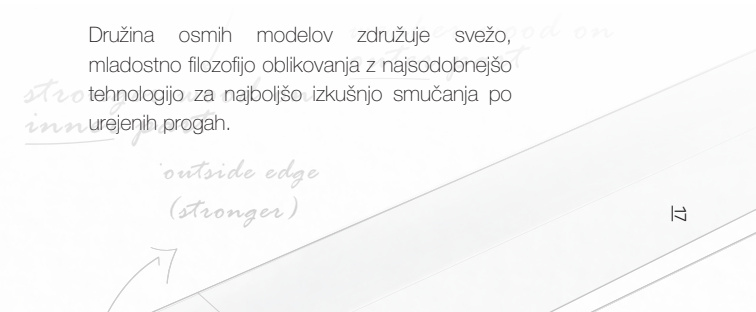 Družina osmih modelov združuje svežo,
mladostno filozofijo oblikovanja z najsodobnejšo
tehnologijo za najboljšo izkušnjo smučanja po
urejenih progah.
outside edge
(stronger)
17